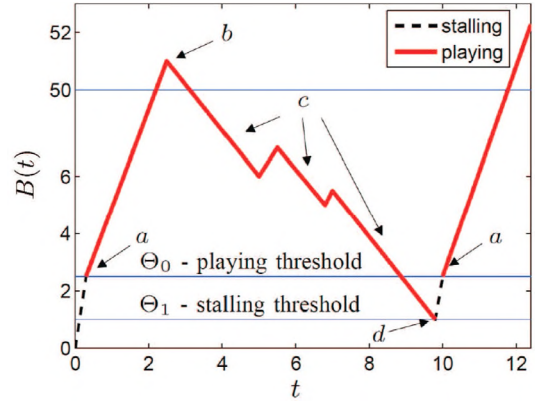 52
50
6
4
2
0
B(t)
stalling
playing
b
c
a
a
Θ₀ - playing threshold
Θ₁ - stalling threshold
d
0 2 4 6 8 10 12
t